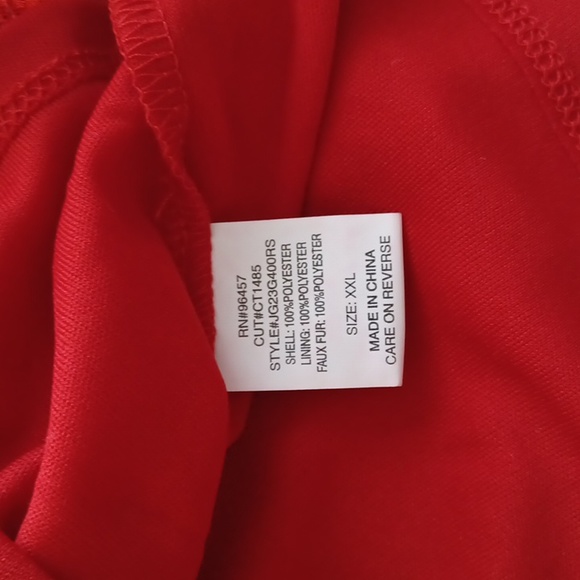 RN#96457
CUT#CT1485
STYLE#JG23G400RS
SHELL: 100%POLYESTER
LINING: 100%POLYESTER
FAUX FUR: 100%POLYESTER
SIZE: XXL
MADE IN CHINA
CARE ON REVERSE